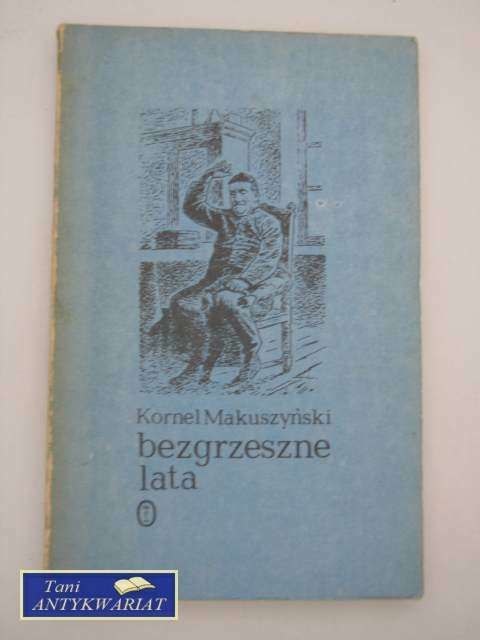 Kornel Makuszyński
bezgrzeszne
lata
Tani
ANTYKWARIAT